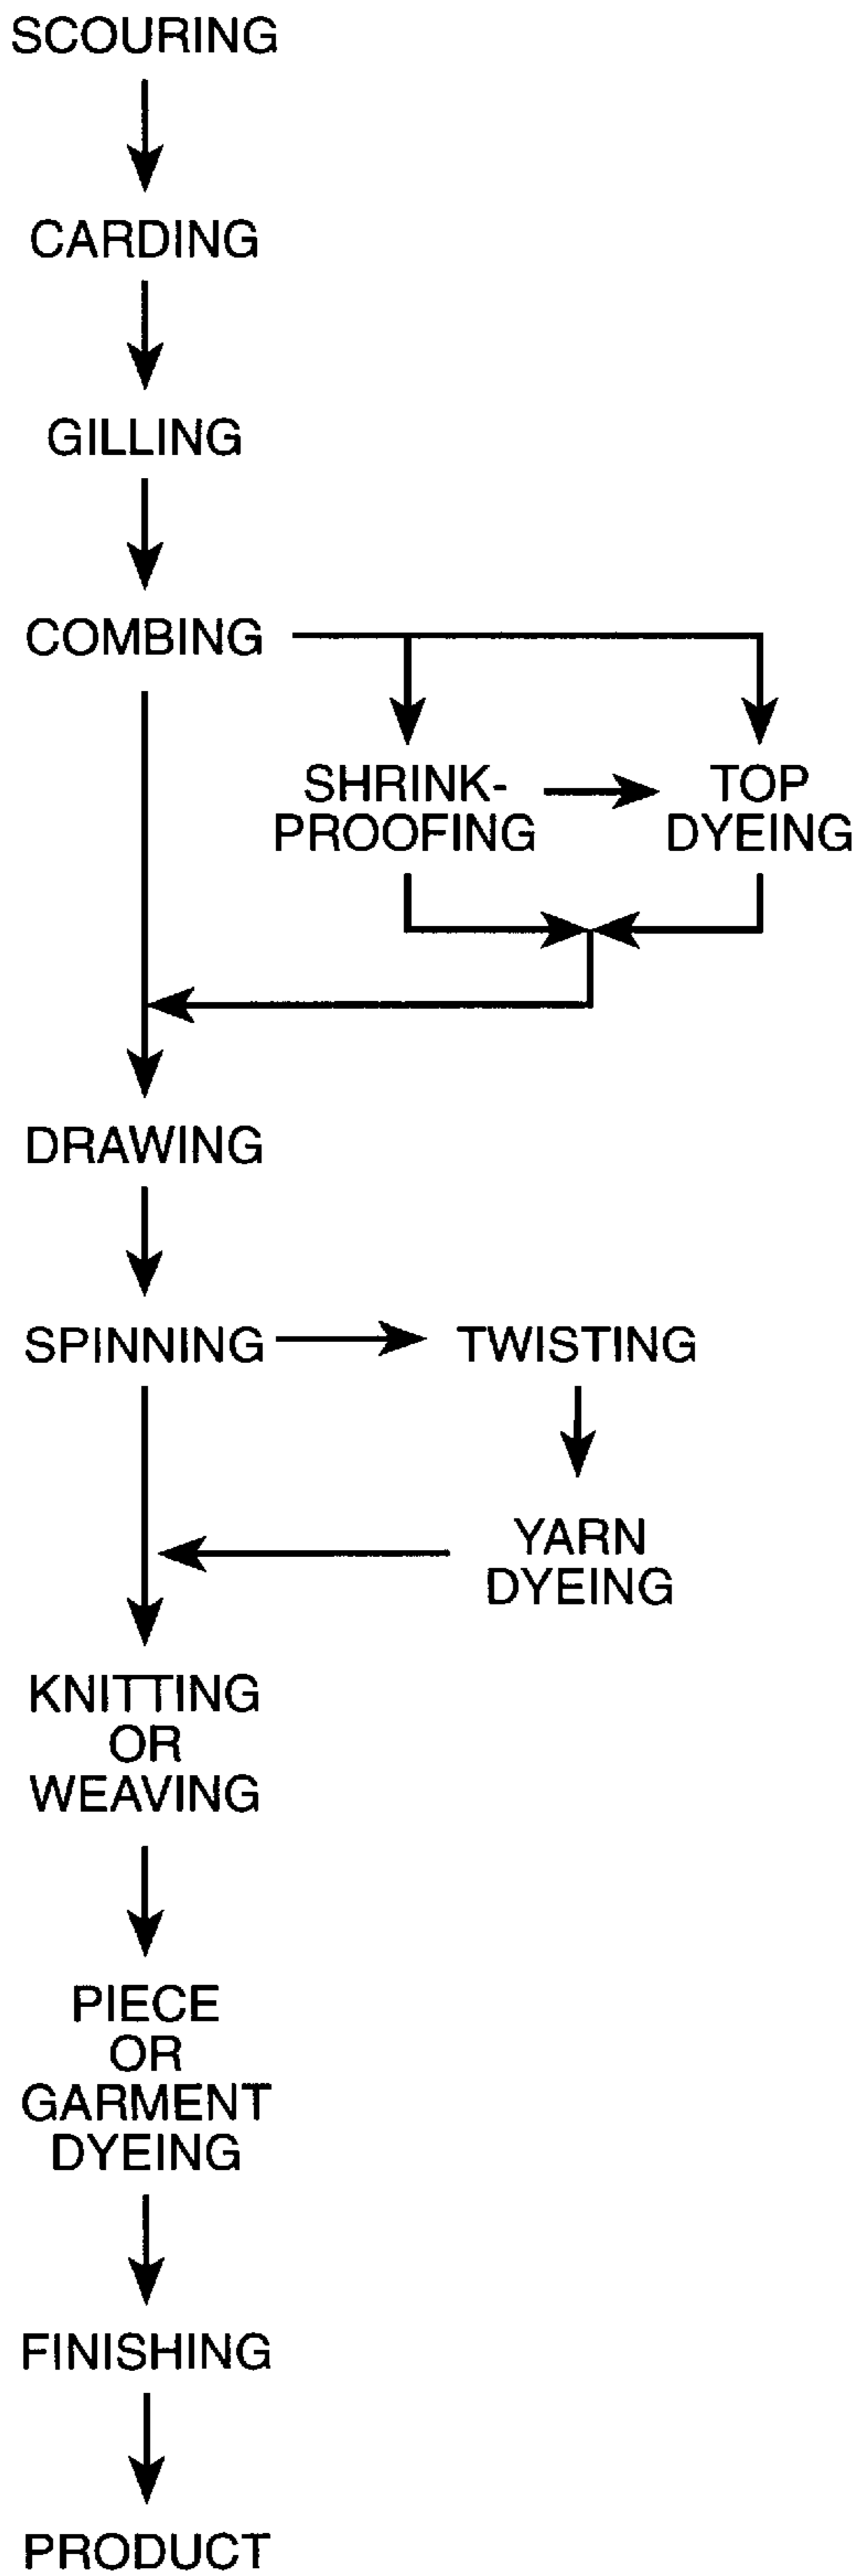 SCOURING
CARDING
GILLING
COMBING
SHRINK-
PROOFING
TOP
DYEING
DRAWING
SPINNING
TWISTING
YARN
DYEING
KNITTING
OR
WEAVING
PIECE
OR
GARMENT
DYEING
FINISHING
PRODUCT